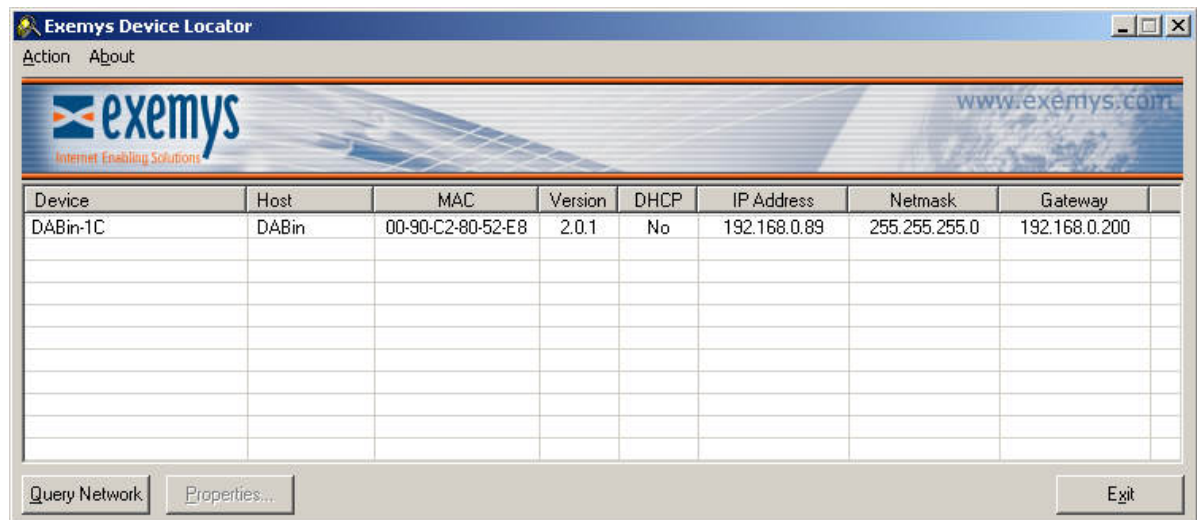 Exemys Device Locator
Action About
exemys
www.exemys.com
Internet Enabling Solutions
Device Host MAC Version DHCP IP Address Netmask Gateway
DABin-1C DABin 00-90-C2-80-52-E8 2.0.1 No 192.168.0.89 255.255.255.0 192.168.0.200
Query Network Properties... Exit